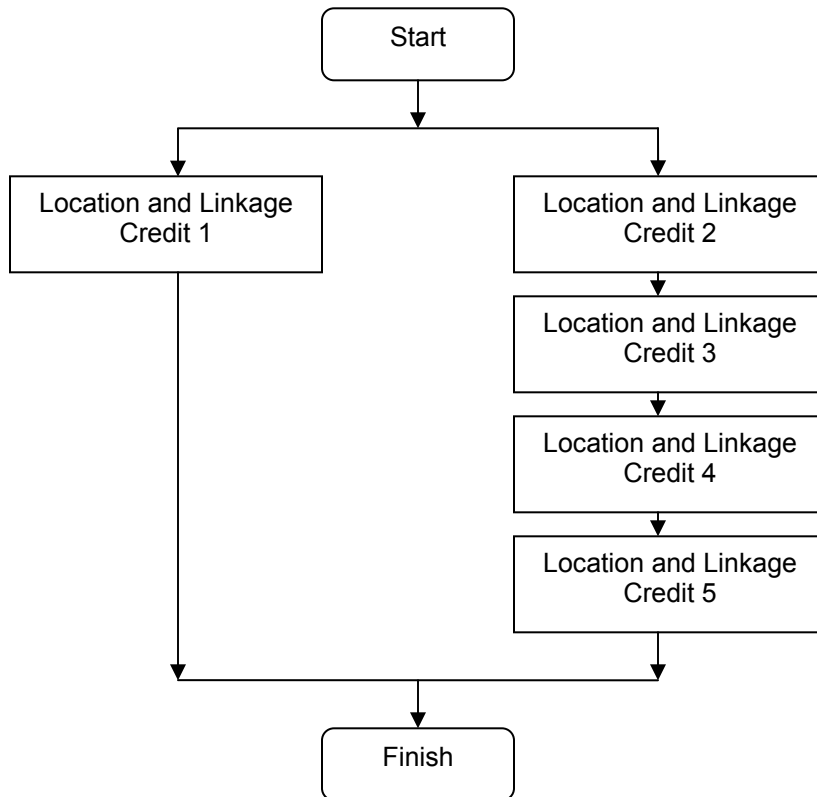 Start
Location and Linkage
Credit 1
Location and Linkage
Credit 2
Location and Linkage
Credit 3
Location and Linkage
Credit 4
Location and Linkage
Credit 5
Finish